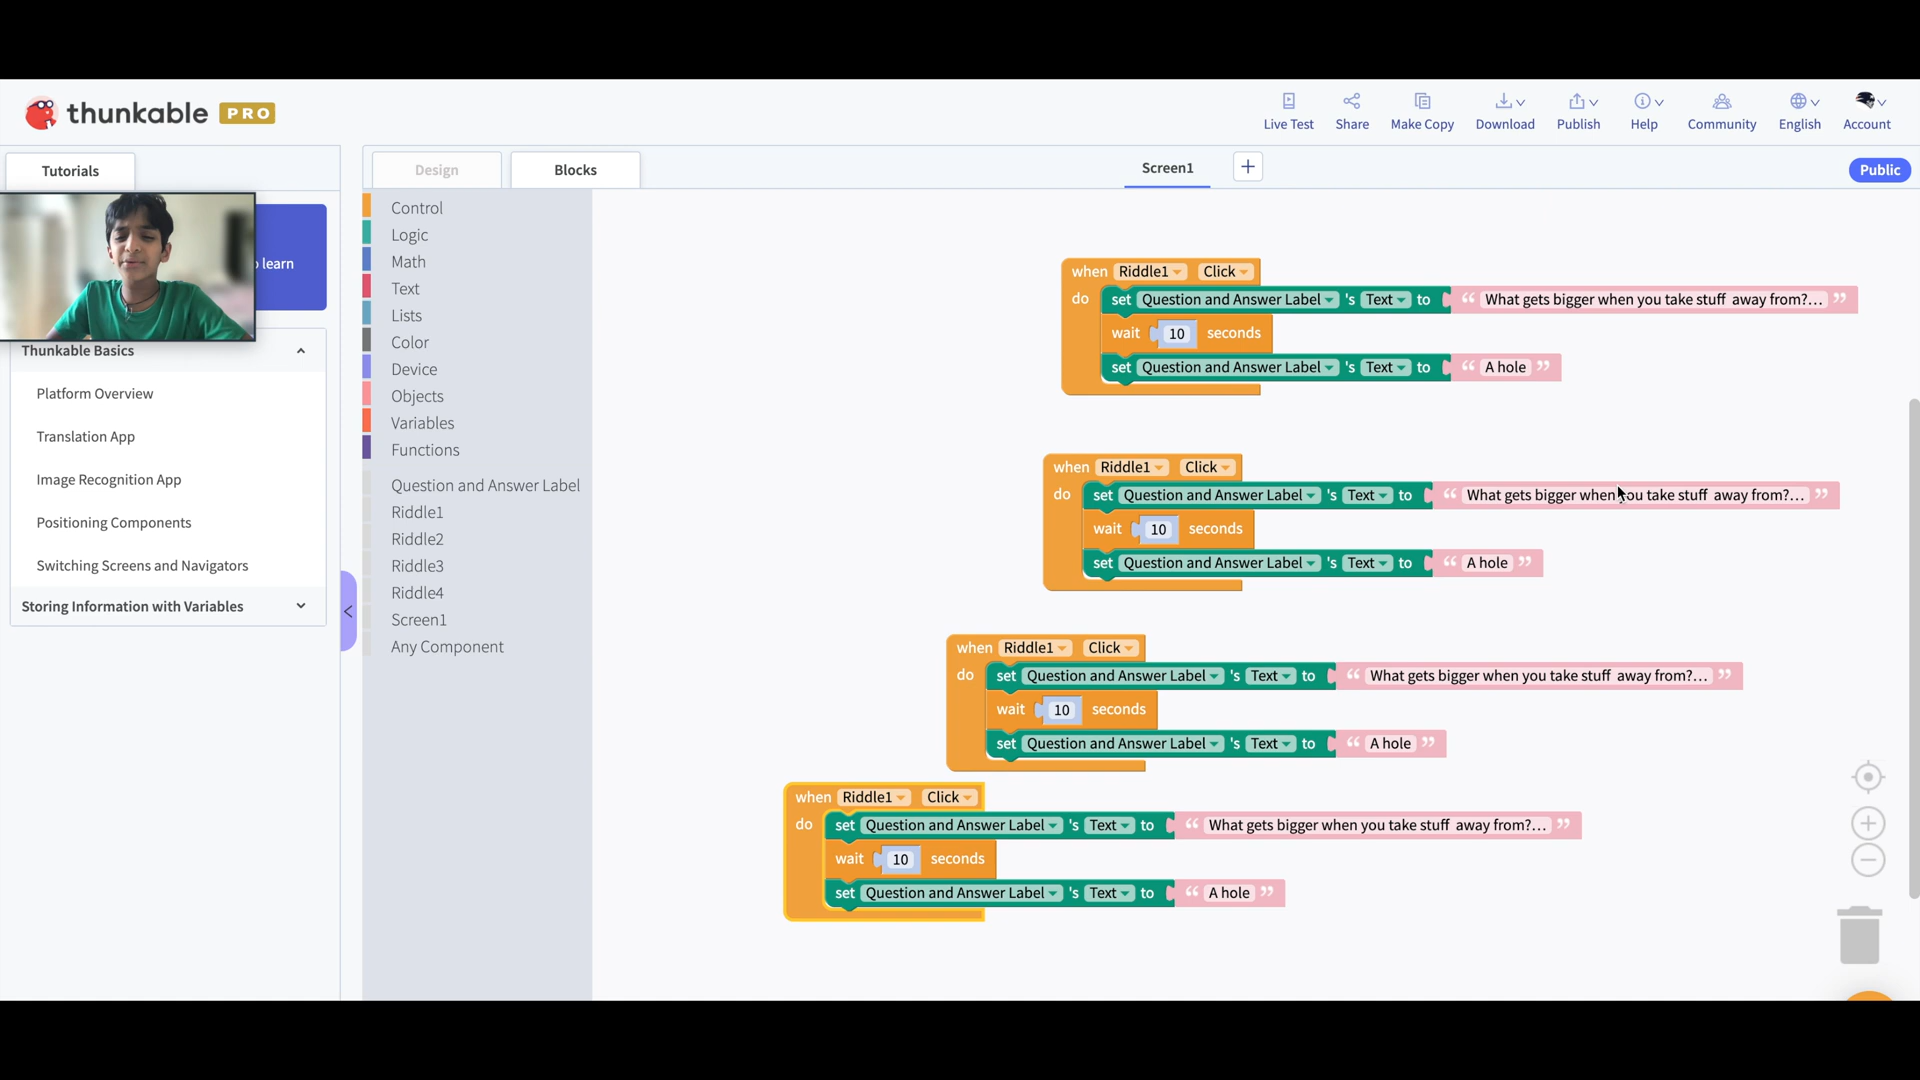 thunkable PRO
Live Test
Share
Make Copy
Download
Publish
Help
Community
English
Account
Tutorials
Design
Blocks
Screen1
+
Public
learn
Thunkable Basics
Platform Overview
Translation App
Image Recognition App
Positioning Components
Switching Screens and Navigators
Storing Information with Variables
Control
Logic
Math
Text
Lists
Color
Device
Objects
Variables
Functions
Question and Answer Label
Riddle1
Riddle2
Riddle3
Riddle4
Screen1
Any Component
when Riddle1 Click
do set Question and Answer Label 's Text to “ What gets bigger when you take stuff away from?... ”
wait 10 seconds
set Question and Answer Label 's Text to “ A hole ”
when Riddle1 Click
do set Question and Answer Label 's Text to “ What gets bigger when you take stuff away from?... ”
wait 10 seconds
set Question and Answer Label 's Text to “ A hole ”
when Riddle1 Click
do set Question and Answer Label 's Text to “ What gets bigger when you take stuff away from?... ”
wait 10 seconds
set Question and Answer Label 's Text to “ A hole ”
when Riddle1 Click
do set Question and Answer Label 's Text to “ What gets bigger when you take stuff away from?... ”
wait 10 seconds
set Question and Answer Label 's Text to “ A hole ”